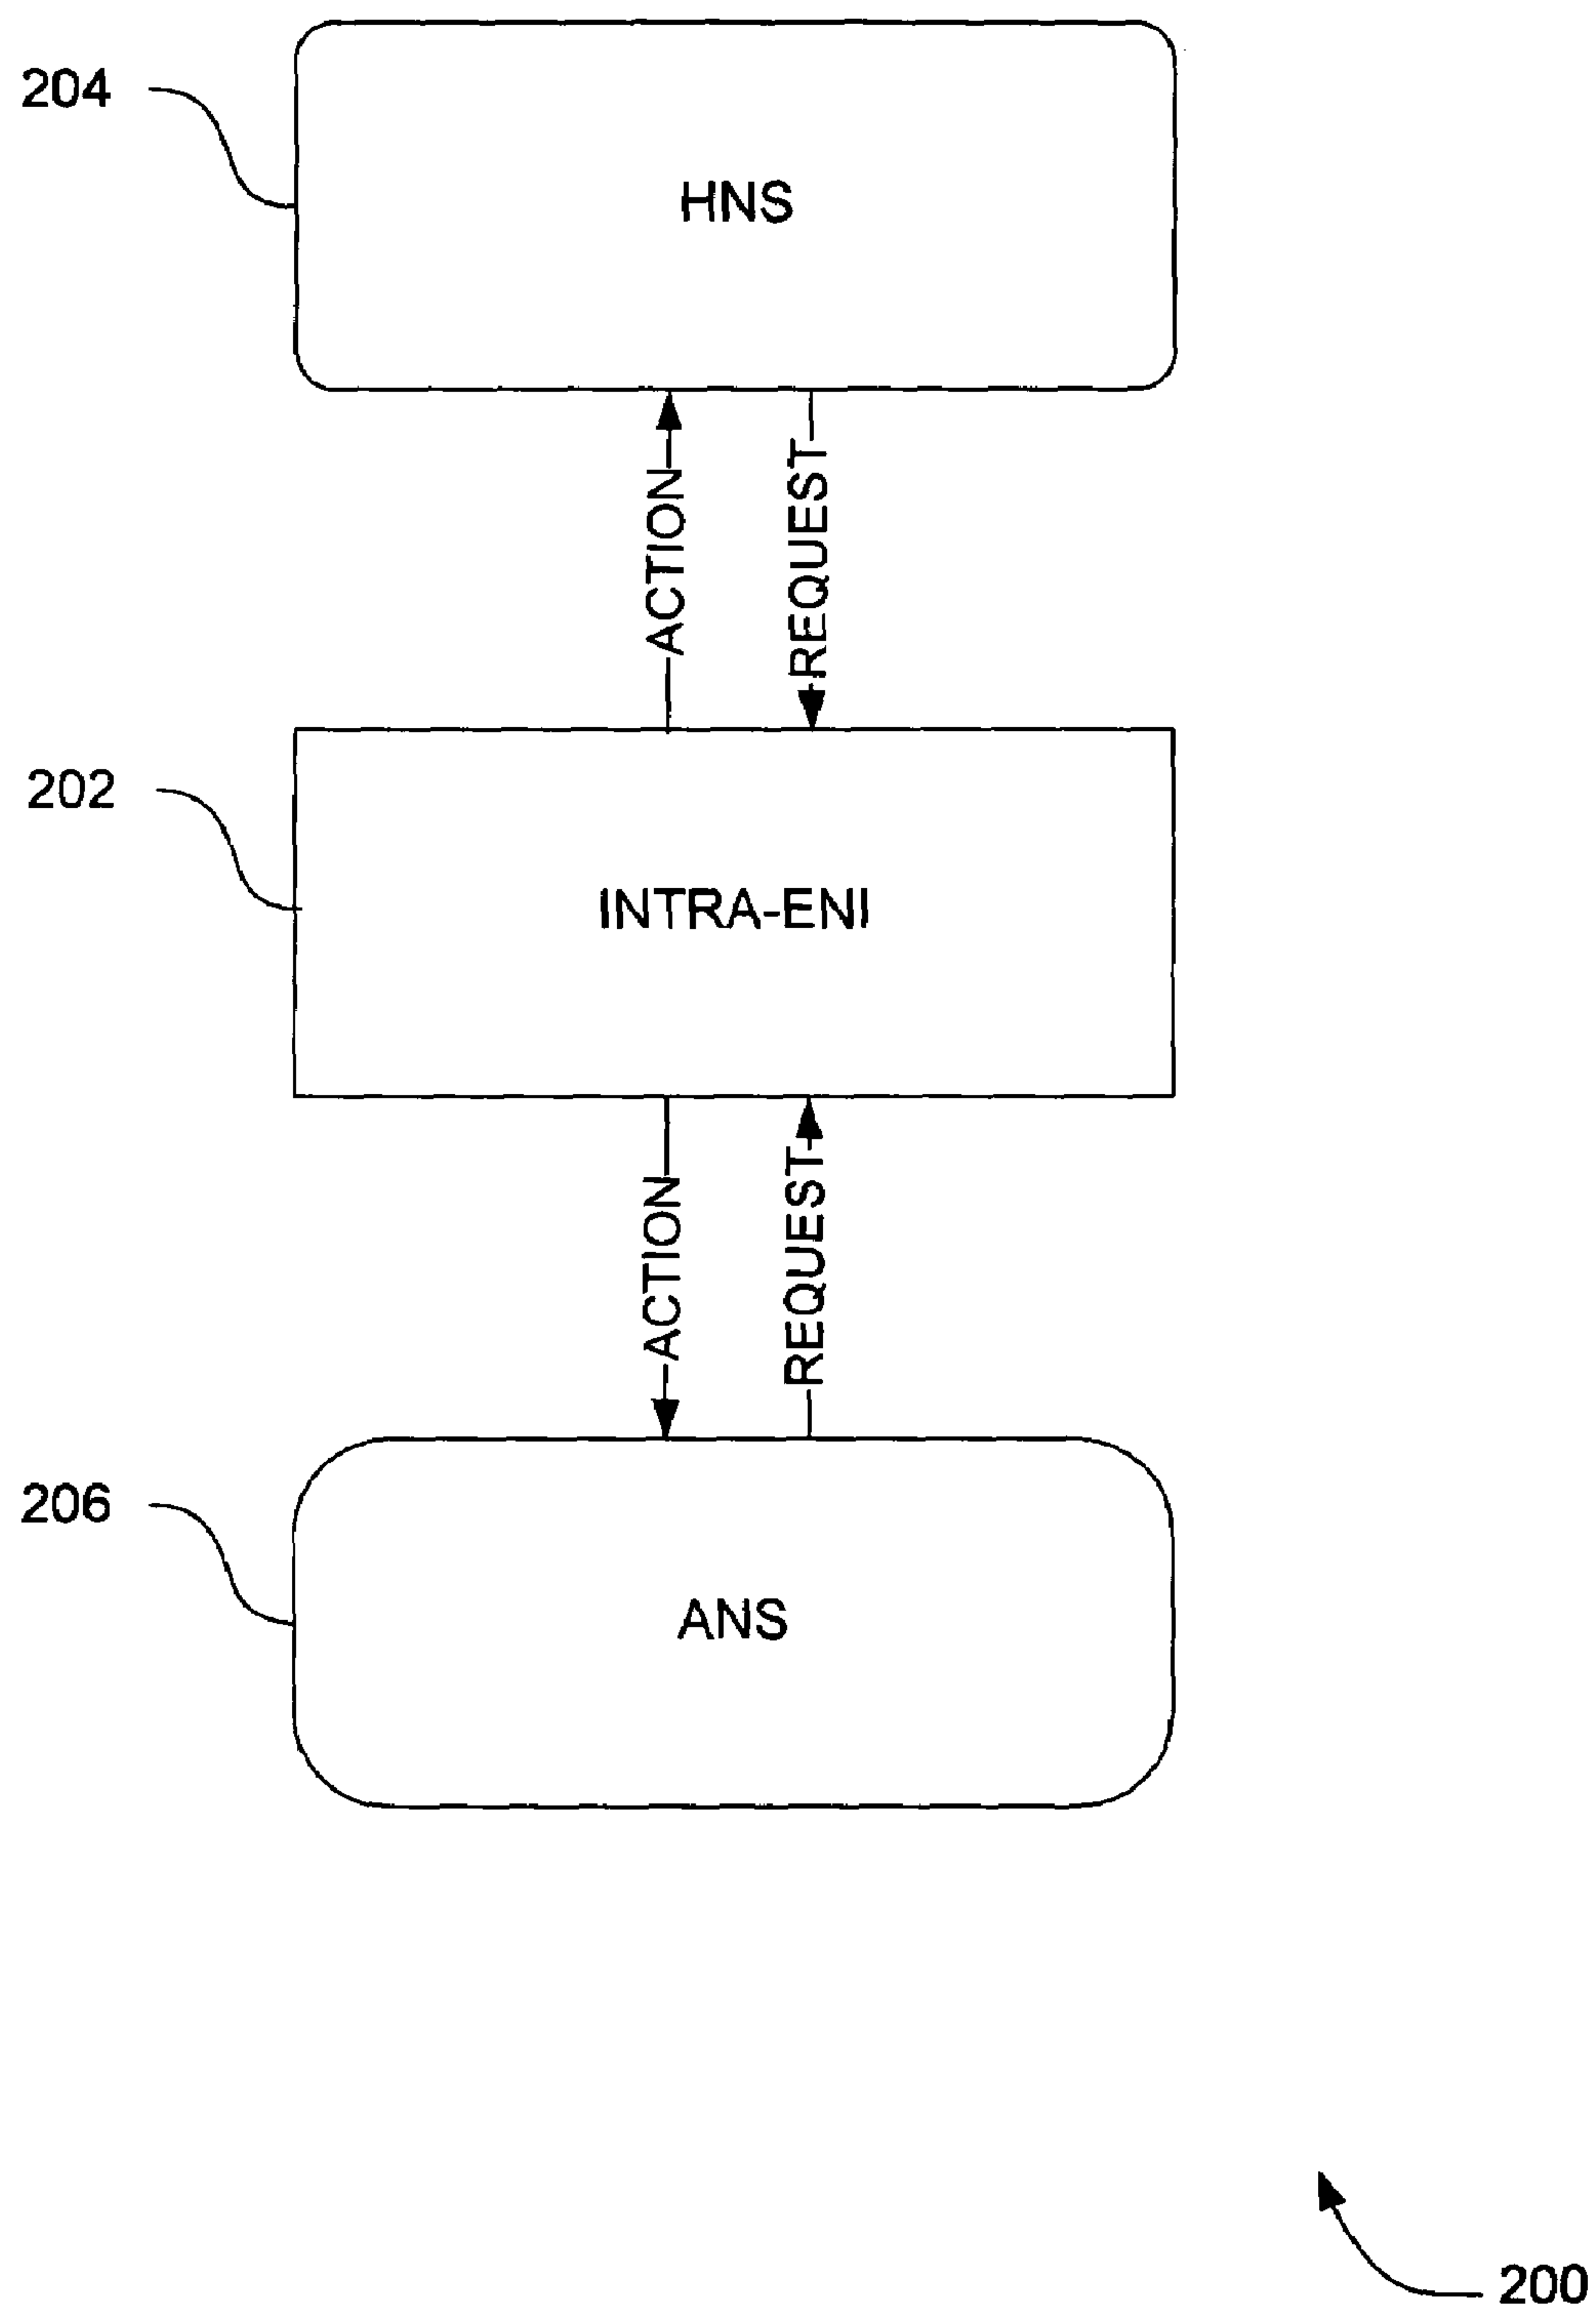 204
HNS
ACTION
REQUEST
202
INTRA-ENI
ACTION
REQUEST
206
ANS
200